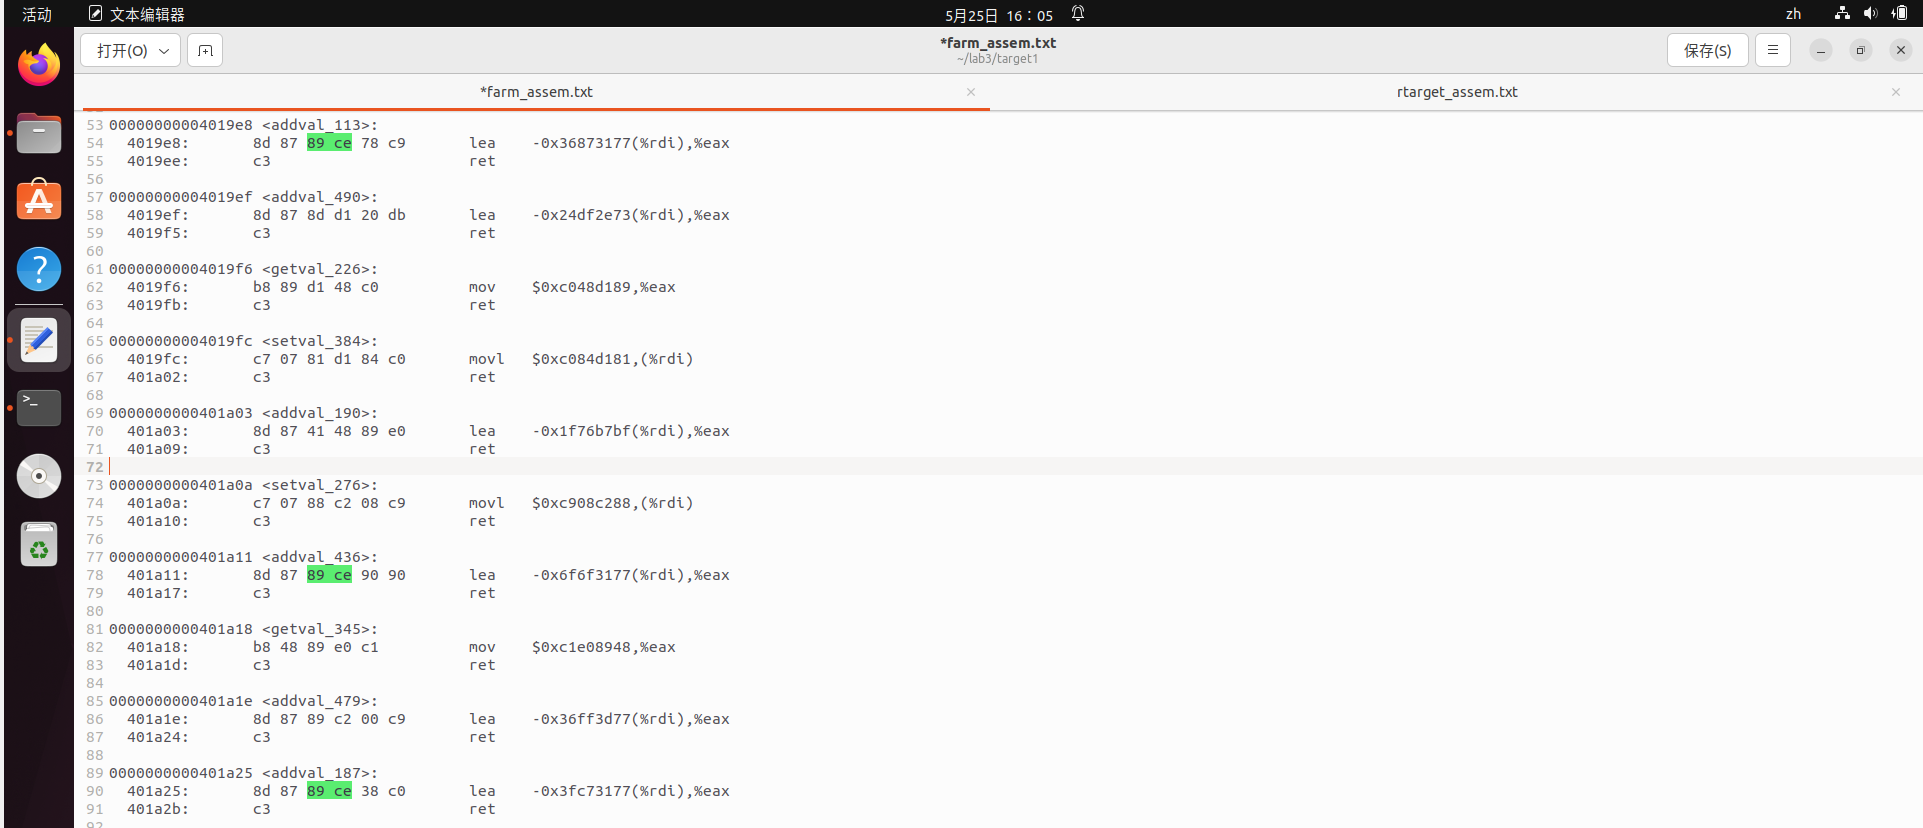 活动 文本编辑器 5月25日 16：05 zh
打开(O) *farm_assem.txt 保存(S)
~/lab3/target1
*farm_assem.txt × rtarget_assem.txt ×
53 00000000004019e8 <addval_113>:
54 4019e8: 8d 87 89 ce 78 c9 lea -0x36873177(%rdi),%eax
55 4019ee: c3 ret
56
57 00000000004019ef <addval_490>:
58 4019ef: 8d 87 8d d1 20 db lea -0x24df2e73(%rdi),%eax
59 4019f5: c3 ret
60
61 00000000004019f6 <getval_226>:
62 4019f6: b8 89 d1 48 c0 mov $0xc048d189,%eax
63 4019fb: c3 ret
64
65 00000000004019fc <setval_384>:
66 4019fc: c7 07 81 d1 84 c0 movl $0xc084d181,(%rdi)
67 401a02: c3 ret
68
69 0000000000401a03 <addval_190>:
70 401a03: 8d 87 41 48 89 e0 lea -0x1f76b7bf(%rdi),%eax
71 401a09: c3 ret
72
73 0000000000401a0a <setval_276>:
74 401a0a: c7 07 88 c2 08 c9 movl $0xc908c288,(%rdi)
75 401a10: c3 ret
76
77 0000000000401a11 <addval_436>:
78 401a11: 8d 87 89 ce 90 90 lea -0x6f6f3177(%rdi),%eax
79 401a17: c3 ret
80
81 0000000000401a18 <getval_345>:
82 401a18: b8 48 89 e0 c1 mov $0xc1e08948,%eax
83 401a1d: c3 ret
84
85 0000000000401a1e <addval_479>:
86 401a1e: 8d 87 89 c2 00 c9 lea -0x36ff3d77(%rdi),%eax
87 401a24: c3 ret
88
89 0000000000401a25 <addval_187>:
90 401a25: 8d 87 89 ce 38 c0 lea -0x3fc73177(%rdi),%eax
91 401a2b: c3 ret
92